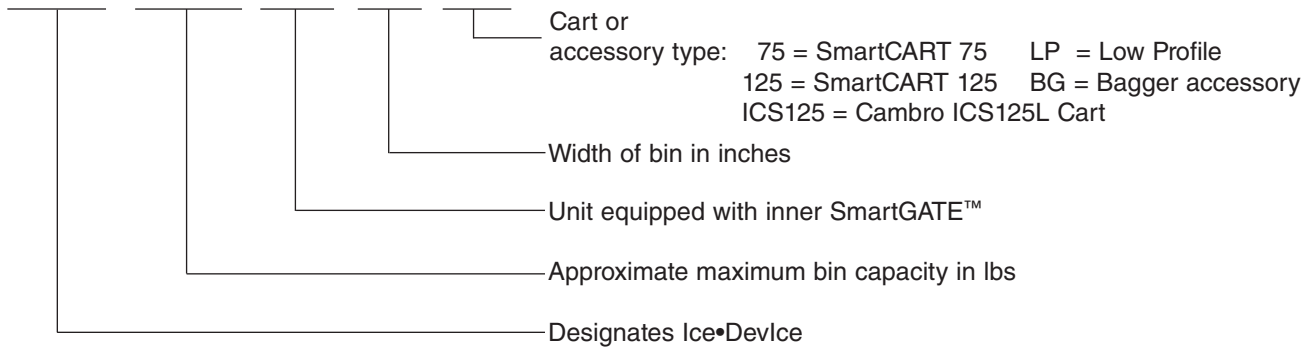 Cart or
accessory type: 75 = SmartCART 75 LP = Low Profile
125 = SmartCART 125 BG = Bagger accessory
ICS125 = Cambro ICS125L Cart
Width of bin in inches
Unit equipped with inner SmartGATE™
Approximate maximum bin capacity in lbs
Designates Ice•DevIce